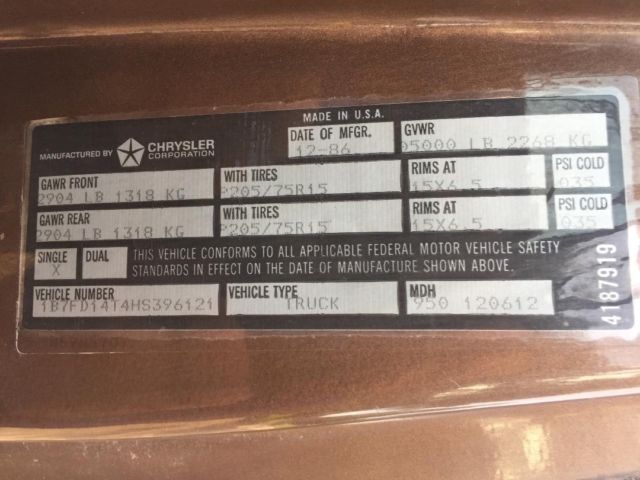 MADE IN U.S.A.
MANUFACTURED BY CHRYSLER CORPORATION
DATE OF MFGR. GVWR
12-86 05000 LB 2268 KG
GAWR FRONT WITH TIRES RIMS AT PSI COLD
2904 LB 1318 KG P205/75R15 15X6.5 035
GAWR REAR WITH TIRES RIMS AT PSI COLD
2904 LB 1318 KG P205/75R15 15X6.5 035
SINGLE DUAL
X
THIS VEHICLE CONFORMS TO ALL APPLICABLE FEDERAL MOTOR VEHICLE SAFETY
STANDARDS IN EFFECT ON THE DATE OF MANUFACTURE SHOWN ABOVE.
VEHICLE NUMBER VEHICLE TYPE MDH
1B7FD14T4HS396121 TRUCK 950 120612
4187919